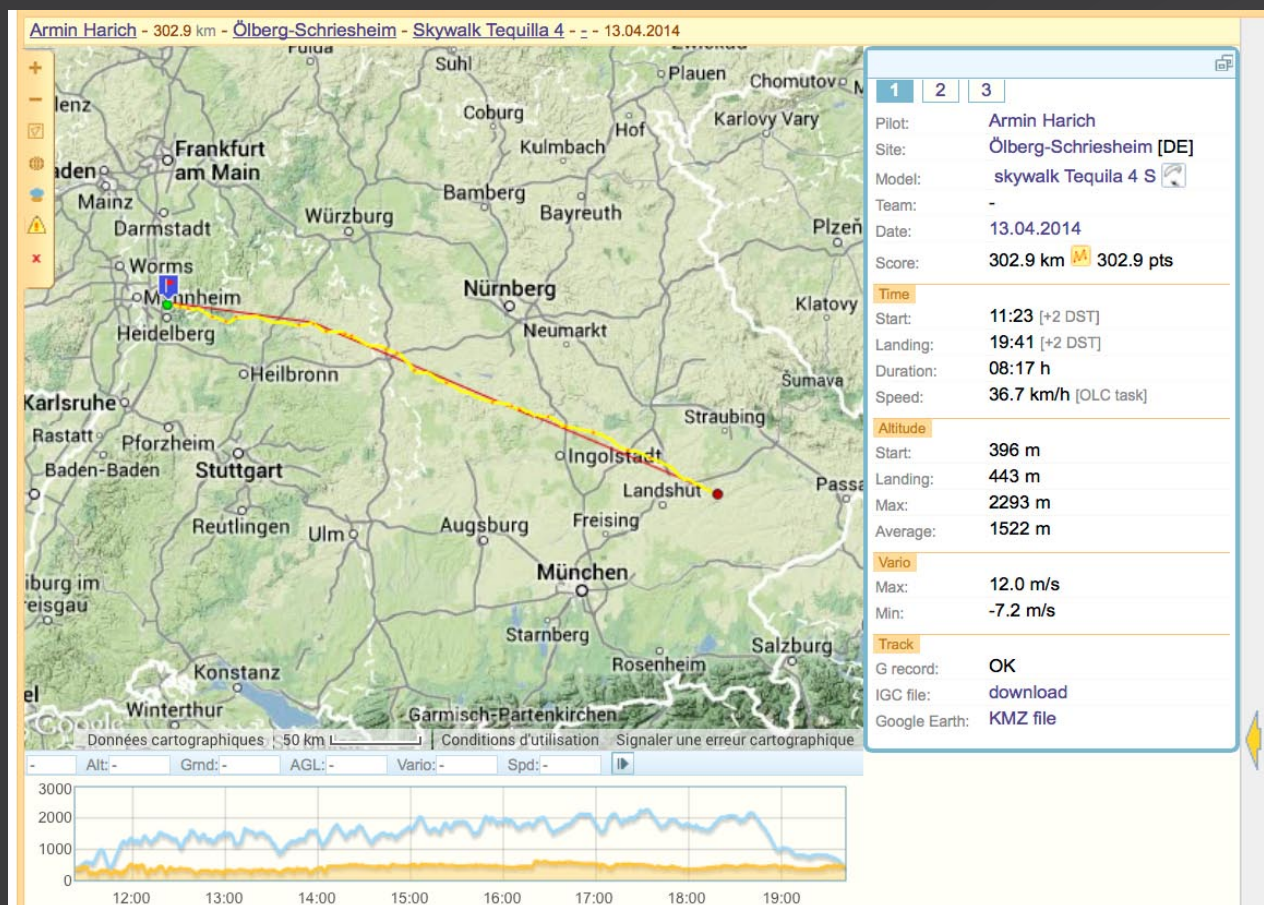 Armin Harich - 302.9 km - Ölberg-Schriesheim - Skywalk Tequilla 4 - - - 13.04.2014
Fulda
Suhl
Zwickau
Plauen
Chomutov
Coburg
Hof
Karlovy Vary
Frankfurt
am Main
Kulmbach
Mainz
Bamberg
Bayreuth
Würzburg
Darmstadt
Plzeň
Worms
Mannheim
Nürnberg
Klatovy
Heidelberg
Neumarkt
Heilbronn
Šumava
Karlsruhe
Straubing
Rastatt
Pforzheim
Baden-Baden
Stuttgart
Ingolstadt
Landshut
Passa
Reutlingen
Ulm
Augsburg
Freising
München
iburg im
eisgau
Starnberg
Rosenheim
Salzburg
Konstanz
Winterthur
Garmisch-Partenkirchen
Google
Données cartographiques 50 km Conditions d'utilisation Signaler une erreur cartographique
- Alt: - Grnd: - AGL: - Vario: - Spd: -
3000
2000
1000
0
12:00 13:00 14:00 15:00 16:00 17:00 18:00 19:00
1 2 3
Pilot: Armin Harich
Site: Ölberg-Schriesheim [DE]
Model: skywalk Tequila 4 S
Team: -
Date: 13.04.2014
Score: 302.9 km 302.9 pts
Time
Start: 11:23 [+2 DST]
Landing: 19:41 [+2 DST]
Duration: 08:17 h
Speed: 36.7 km/h [OLC task]
Altitude
Start: 396 m
Landing: 443 m
Max: 2293 m
Average: 1522 m
Vario
Max: 12.0 m/s
Min: -7.2 m/s
Track
G record: OK
IGC file: download
Google Earth: KMZ file